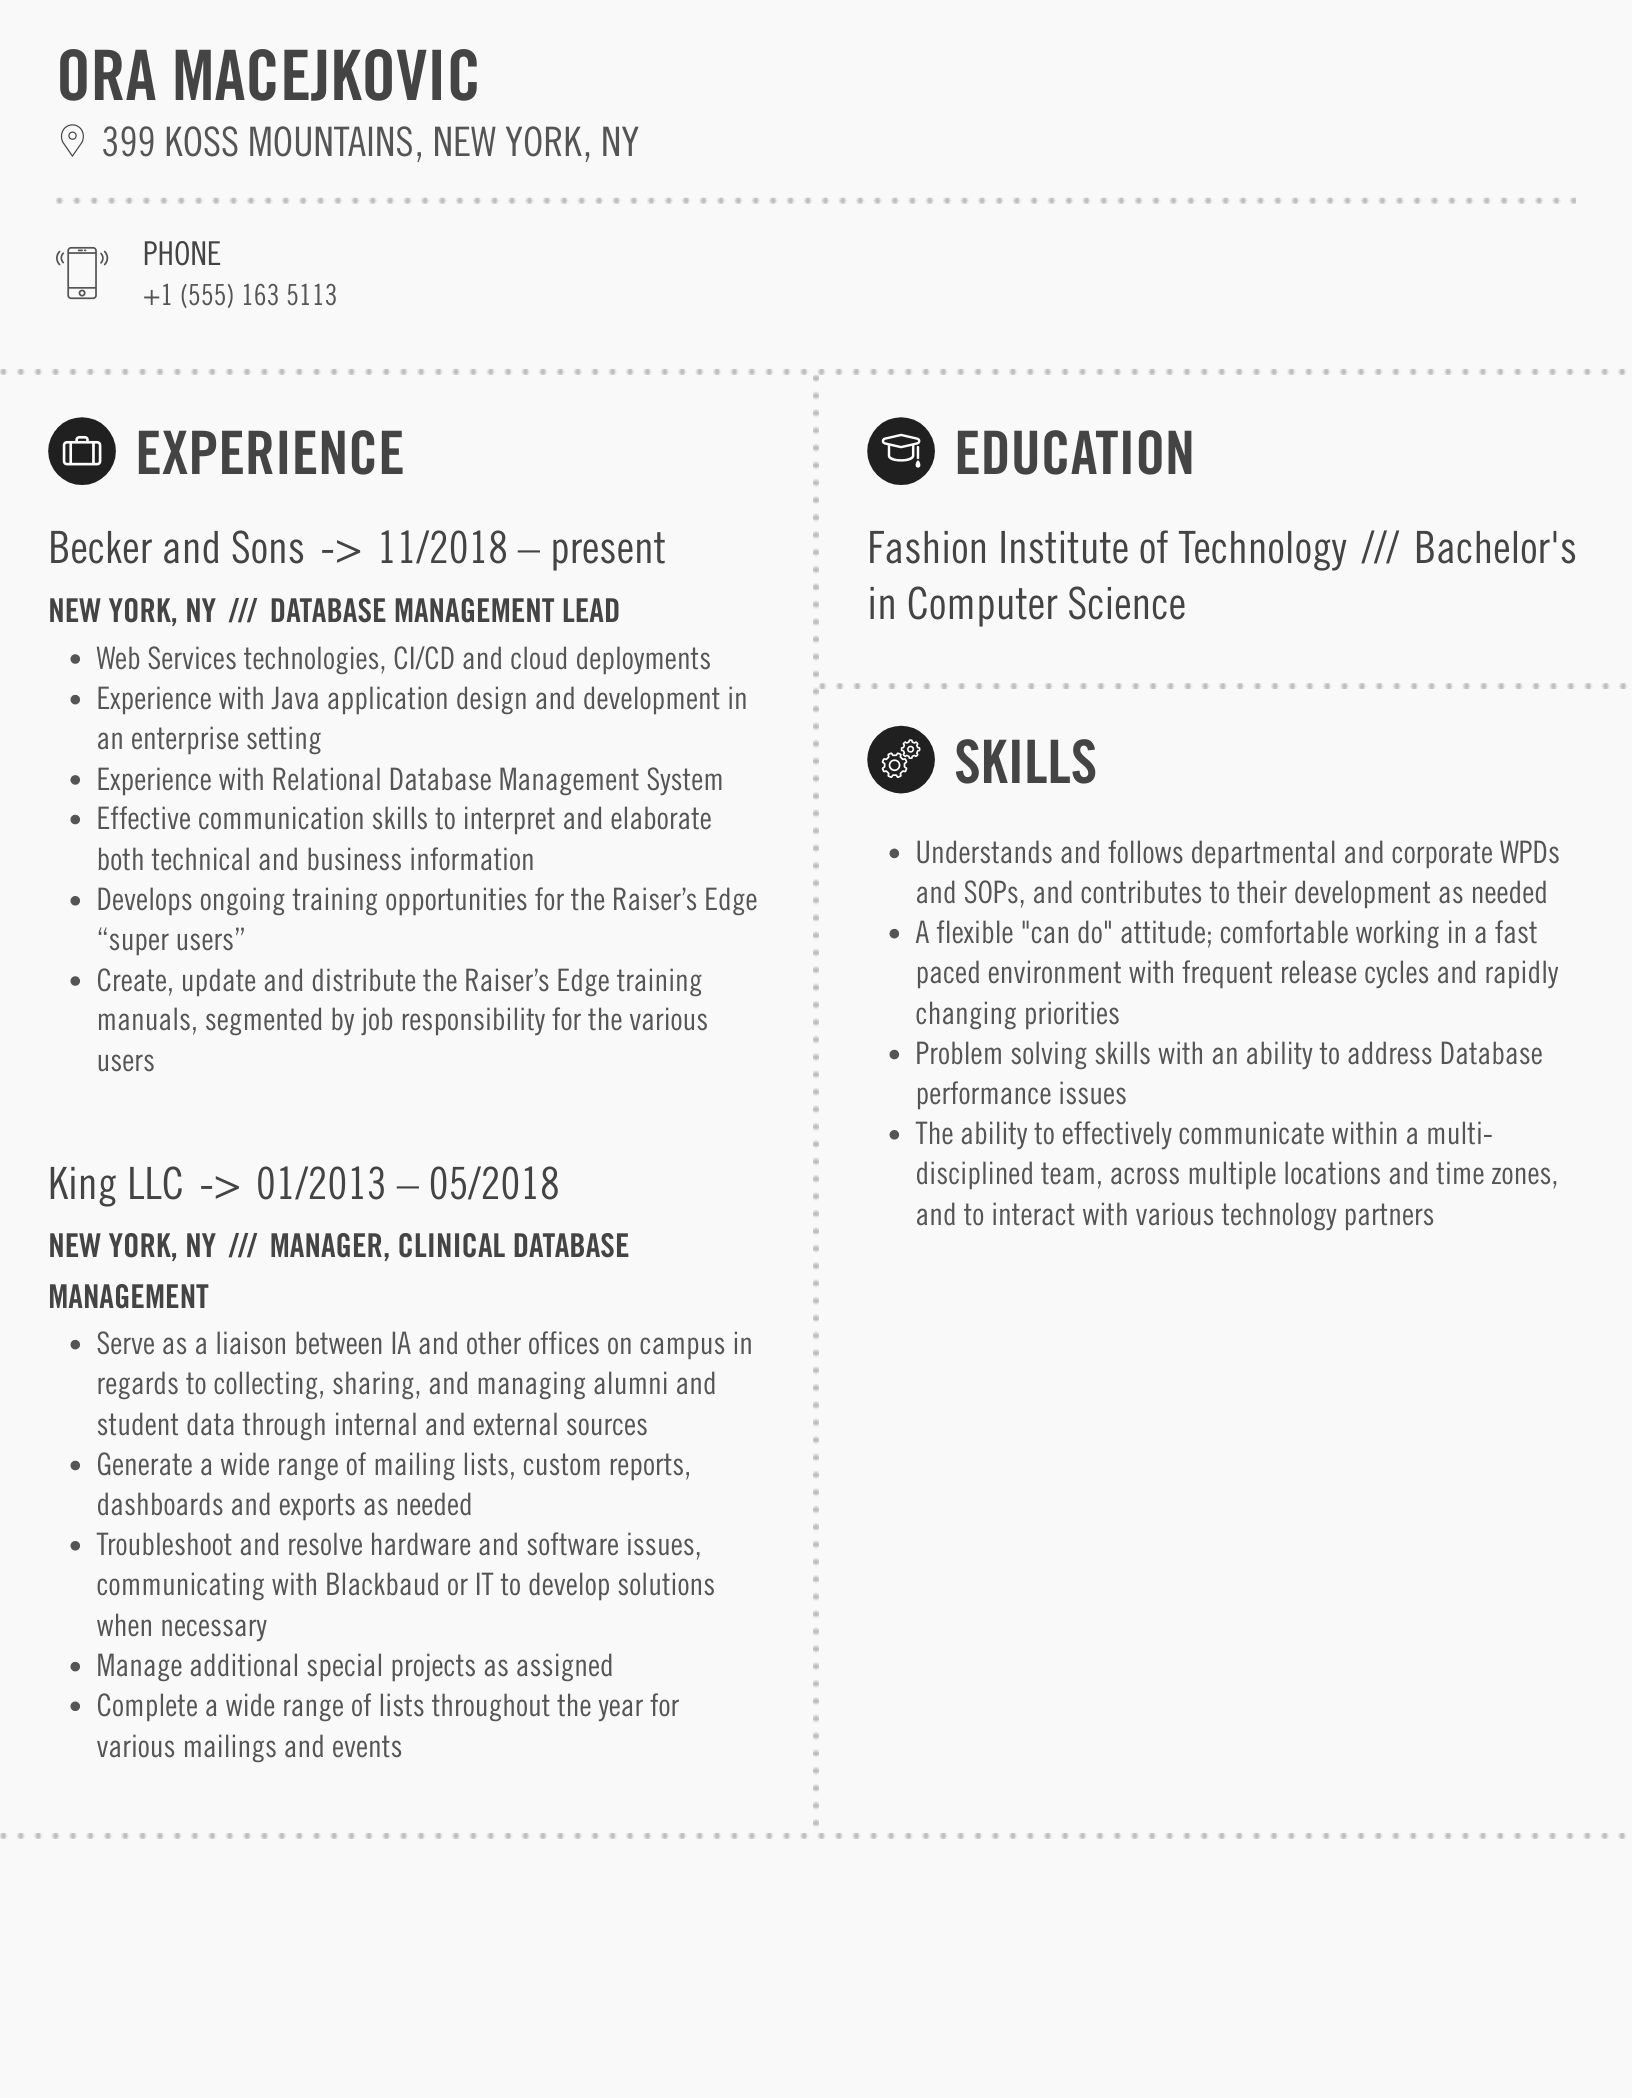 ORA MACEJKOVIC
399 KOSS MOUNTAINS, NEW YORK, NY
PHONE
+1 (555) 163 5113
EXPERIENCE
Becker and Sons -> 11/2018 – present
NEW YORK, NY /// DATABASE MANAGEMENT LEAD
• Web Services technologies, CI/CD and cloud deployments
• Experience with Java application design and development in
an enterprise setting
• Experience with Relational Database Management System
• Effective communication skills to interpret and elaborate
both technical and business information
• Develops ongoing training opportunities for the Raiser’s Edge
“super users”
• Create, update and distribute the Raiser’s Edge training
manuals, segmented by job responsibility for the various
users
King LLC -> 01/2013 – 05/2018
NEW YORK, NY /// MANAGER, CLINICAL DATABASE
MANAGEMENT
• Serve as a liaison between IA and other offices on campus in
regards to collecting, sharing, and managing alumni and
student data through internal and external sources
• Generate a wide range of mailing lists, custom reports,
dashboards and exports as needed
• Troubleshoot and resolve hardware and software issues,
communicating with Blackbaud or IT to develop solutions
when necessary
• Manage additional special projects as assigned
• Complete a wide range of lists throughout the year for
various mailings and events
EDUCATION
Fashion Institute of Technology /// Bachelor's
in Computer Science
SKILLS
• Understands and follows departmental and corporate WPDs
and SOPs, and contributes to their development as needed
• A flexible "can do" attitude; comfortable working in a fast
paced environment with frequent release cycles and rapidly
changing priorities
• Problem solving skills with an ability to address Database
performance issues
• The ability to effectively communicate within a multi-
disciplined team, across multiple locations and time zones,
and to interact with various technology partners